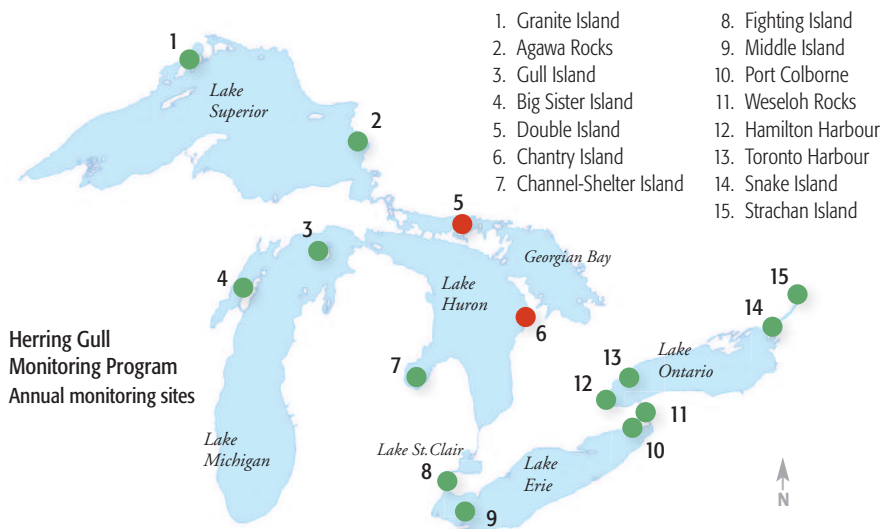 1. Granite Island
2. Agawa Rocks
3. Gull Island
4. Big Sister Island
5. Double Island
6. Chantry Island
7. Channel-Shelter Island
8. Fighting Island
9. Middle Island
10. Port Colborne
11. Weseloh Rocks
12. Hamilton Harbour
13. Toronto Harbour
14. Snake Island
15. Strachan Island
1
Lake
Superior
2
5
3
Georgian Bay
4
Lake
Huron
15
6
14
Herring Gull
Monitoring Program
Annual monitoring sites
7
13
Lake
Ontario
12
11
Lake
Michigan
Lake St. Clair
10
8
Lake
Erie
9
N